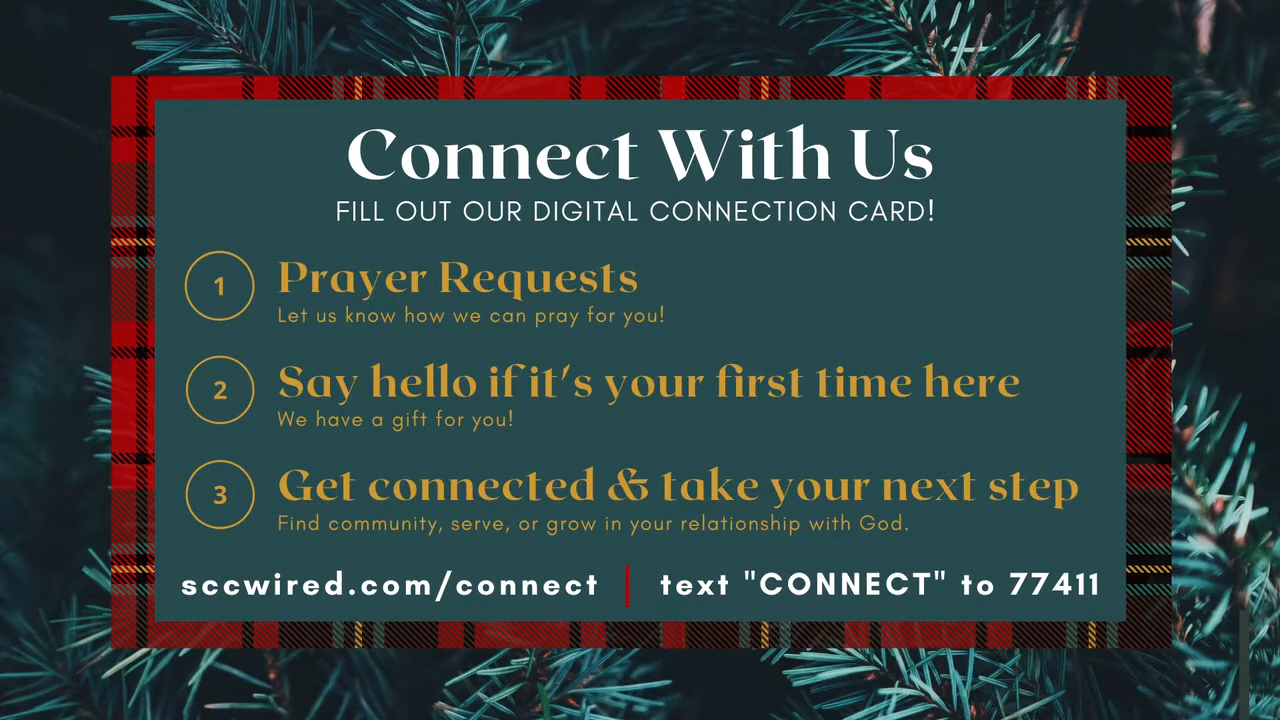 Connect With Us
FILL OUT OUR DIGITAL CONNECTION CARD!
1
Prayer Requests
Let us know how we can pray for you!
2
Say hello if it's your first time here
We have a gift for you!
3
Get connected & take your next step
Find community, serve, or grow in your relationship with God.
sccwired.com/connect | text "CONNECT" to 77411